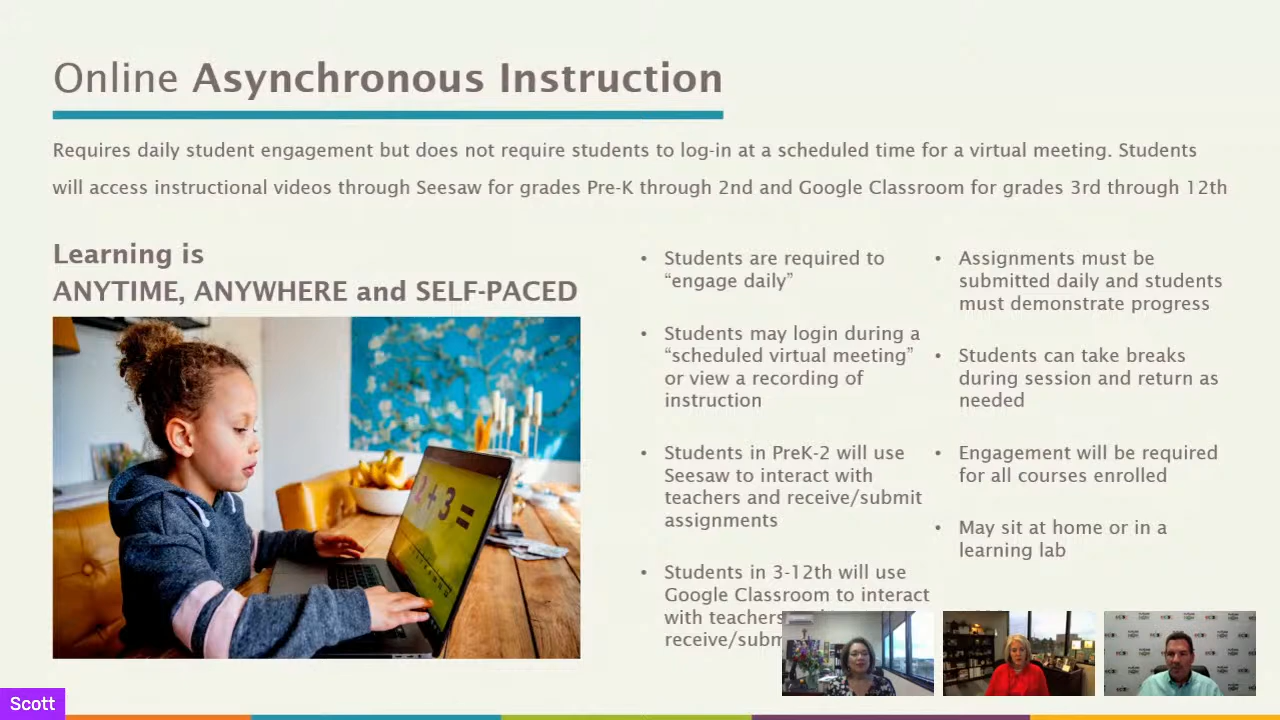 Online Asynchronous Instruction
Requires daily student engagement but does not require students to log-in at a scheduled time for a virtual meeting. Students
will access instructional videos through Seesaw for grades Pre-K through 2nd and Google Classroom for grades 3rd through 12th
Learning is
ANYTIME, ANYWHERE and SELF-PACED
2 + 3 =
• Students are required to
“engage daily”
• Students may login during a
“scheduled virtual meeting”
or view a recording of
instruction
• Students in PreK-2 will use
Seesaw to interact with
teachers and receive/submit
assignments
• Students in 3-12th will use
Google Classroom to interact
with teachers
receive/subm
• Assignments must be
submitted daily and students
must demonstrate progress
• Students can take breaks
during session and return as
needed
• Engagement will be required
for all courses enrolled
• May sit at home or in a
learning lab
Scott